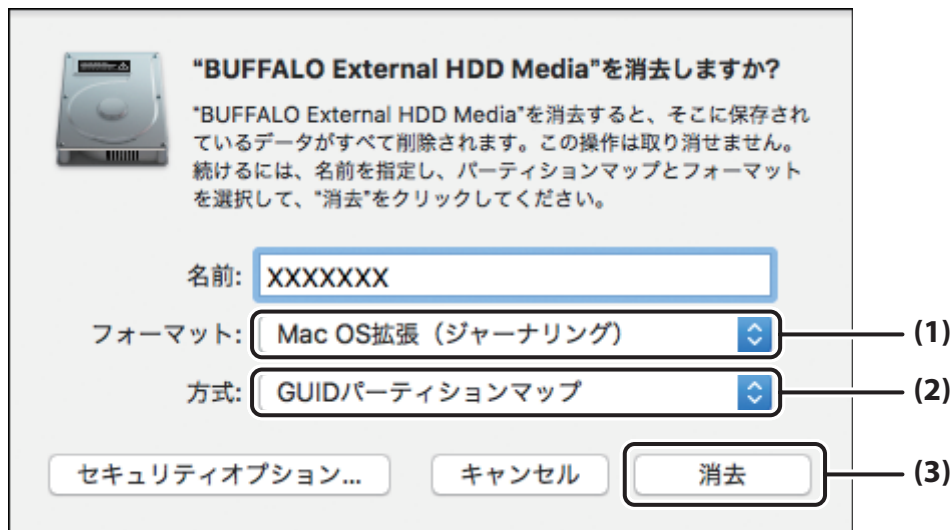 “BUFFALO External HDD Media”を消去しますか?
“BUFFALO External HDD Media”を消去すると、そこに保存され
ているデータがすべて削除されます。この操作は取り消せません。
続けるには、名前を指定し、パーティションマップとフォーマット
を選択して、“消去”をクリックしてください。
名前: XXXXXXX
フォーマット: Mac OS拡張（ジャーナリング） (1)
方式: GUIDパーティションマップ (2)
セキュリティオプション... キャンセル 消去 (3)